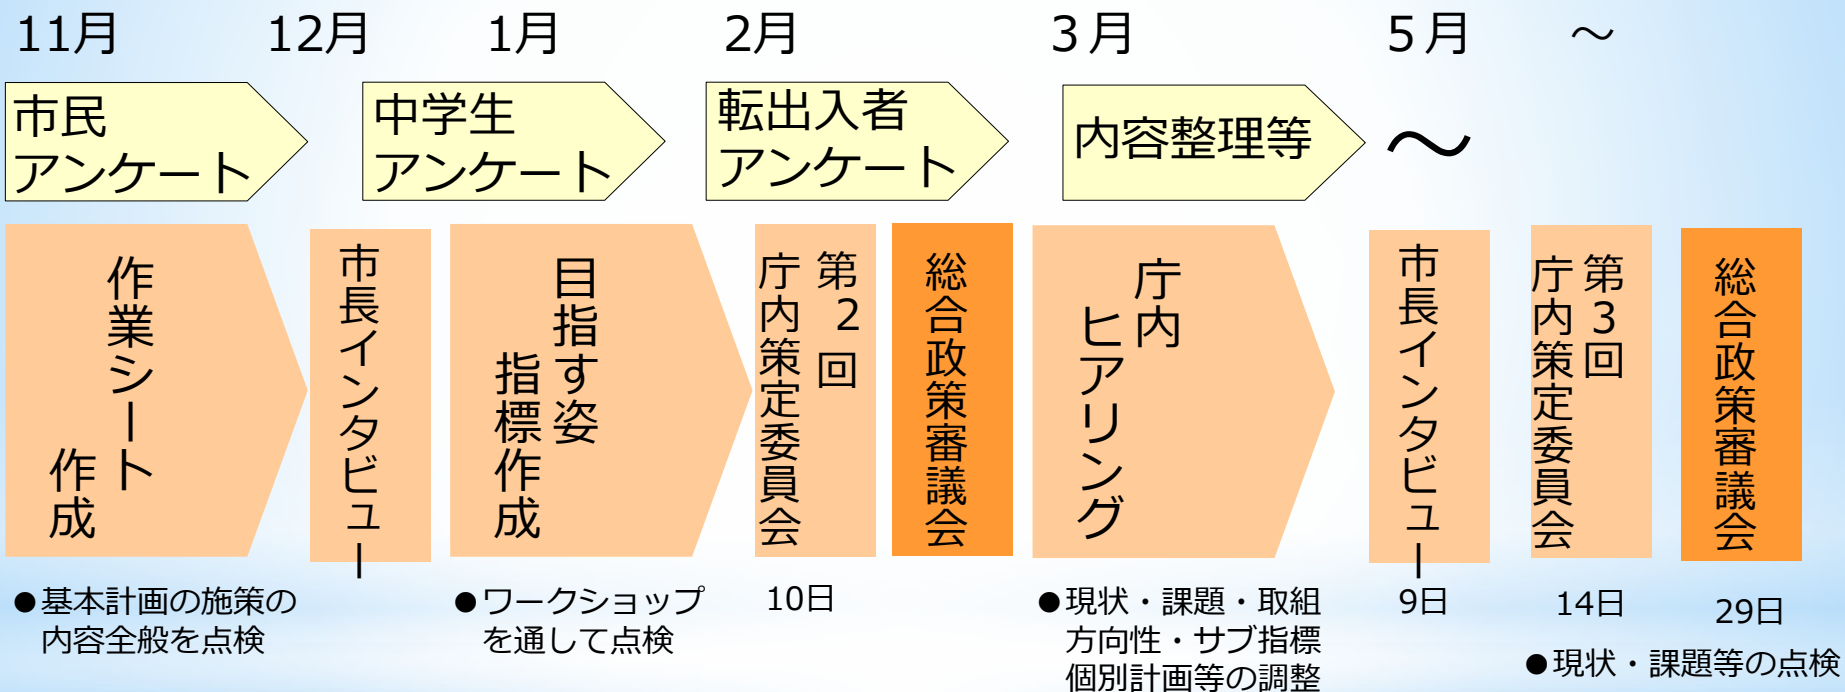 11月
12月
1月
2月
３月
５月
～
市民
アンケート
中学生
アンケート
転出入者
アンケート
内容整理等
～
作業シート
作成
市長インタビュー
目指す姿
指標作成
第２回
庁内策定委員会
総合政策審議会
庁内
ヒアリング
市長インタビュー
第３回
庁内策定委員会
総合政策審議会
●基本計画の施策の
内容全般を点検
●ワークショップ
を通して点検
10日
●現状・課題・取組
方向性・サブ指標
個別計画等の調整
9日
14日
29日
●現状・課題等の点検